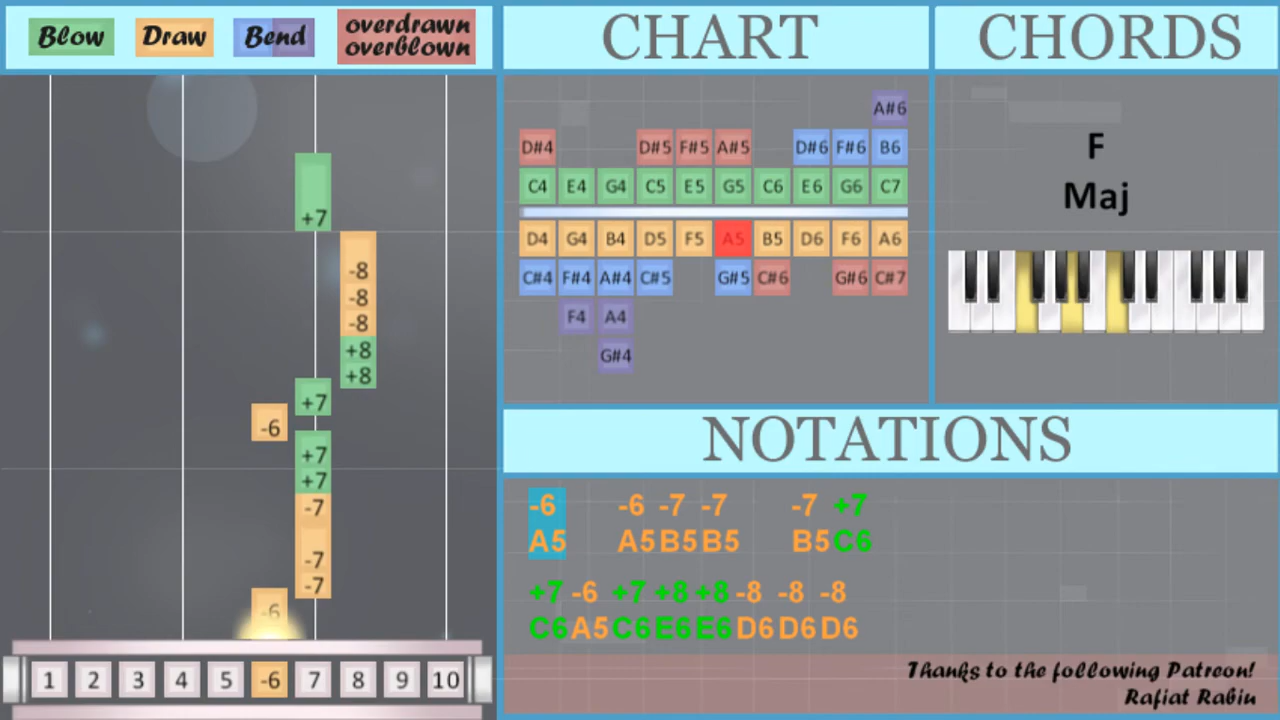 Blow Draw Bend overdrawn
overblown
CHART
CHORDS
+7
-8
-8
-8
+8
+8
+7
-6
+7
+7
-7
-7
-7
-6
1 2 3 4 5 -6 7 8 9 10
A#6
D#4 D#5 F#5 A#5 D#6 F#6 B6
C4 E4 G4 C5 E5 G5 C6 E6 G6 C7
D4 G4 B4 D5 F5 A5 B5 D6 F6 A6
C#4 F#4 A#4 C#5 G#5 C#6 G#6 C#7
F4 A4
G#4
F
Maj
NOTATIONS
-6 -6 -7 -7 -7 +7
A5 A5 B5 B5 B5 C6
+7 -6 +7 +8 +8 -8 -8 -8
C6 A5 C6 E6 E6 D6 D6 D6
Thanks to the following Patreon!
Rafiat Rabin